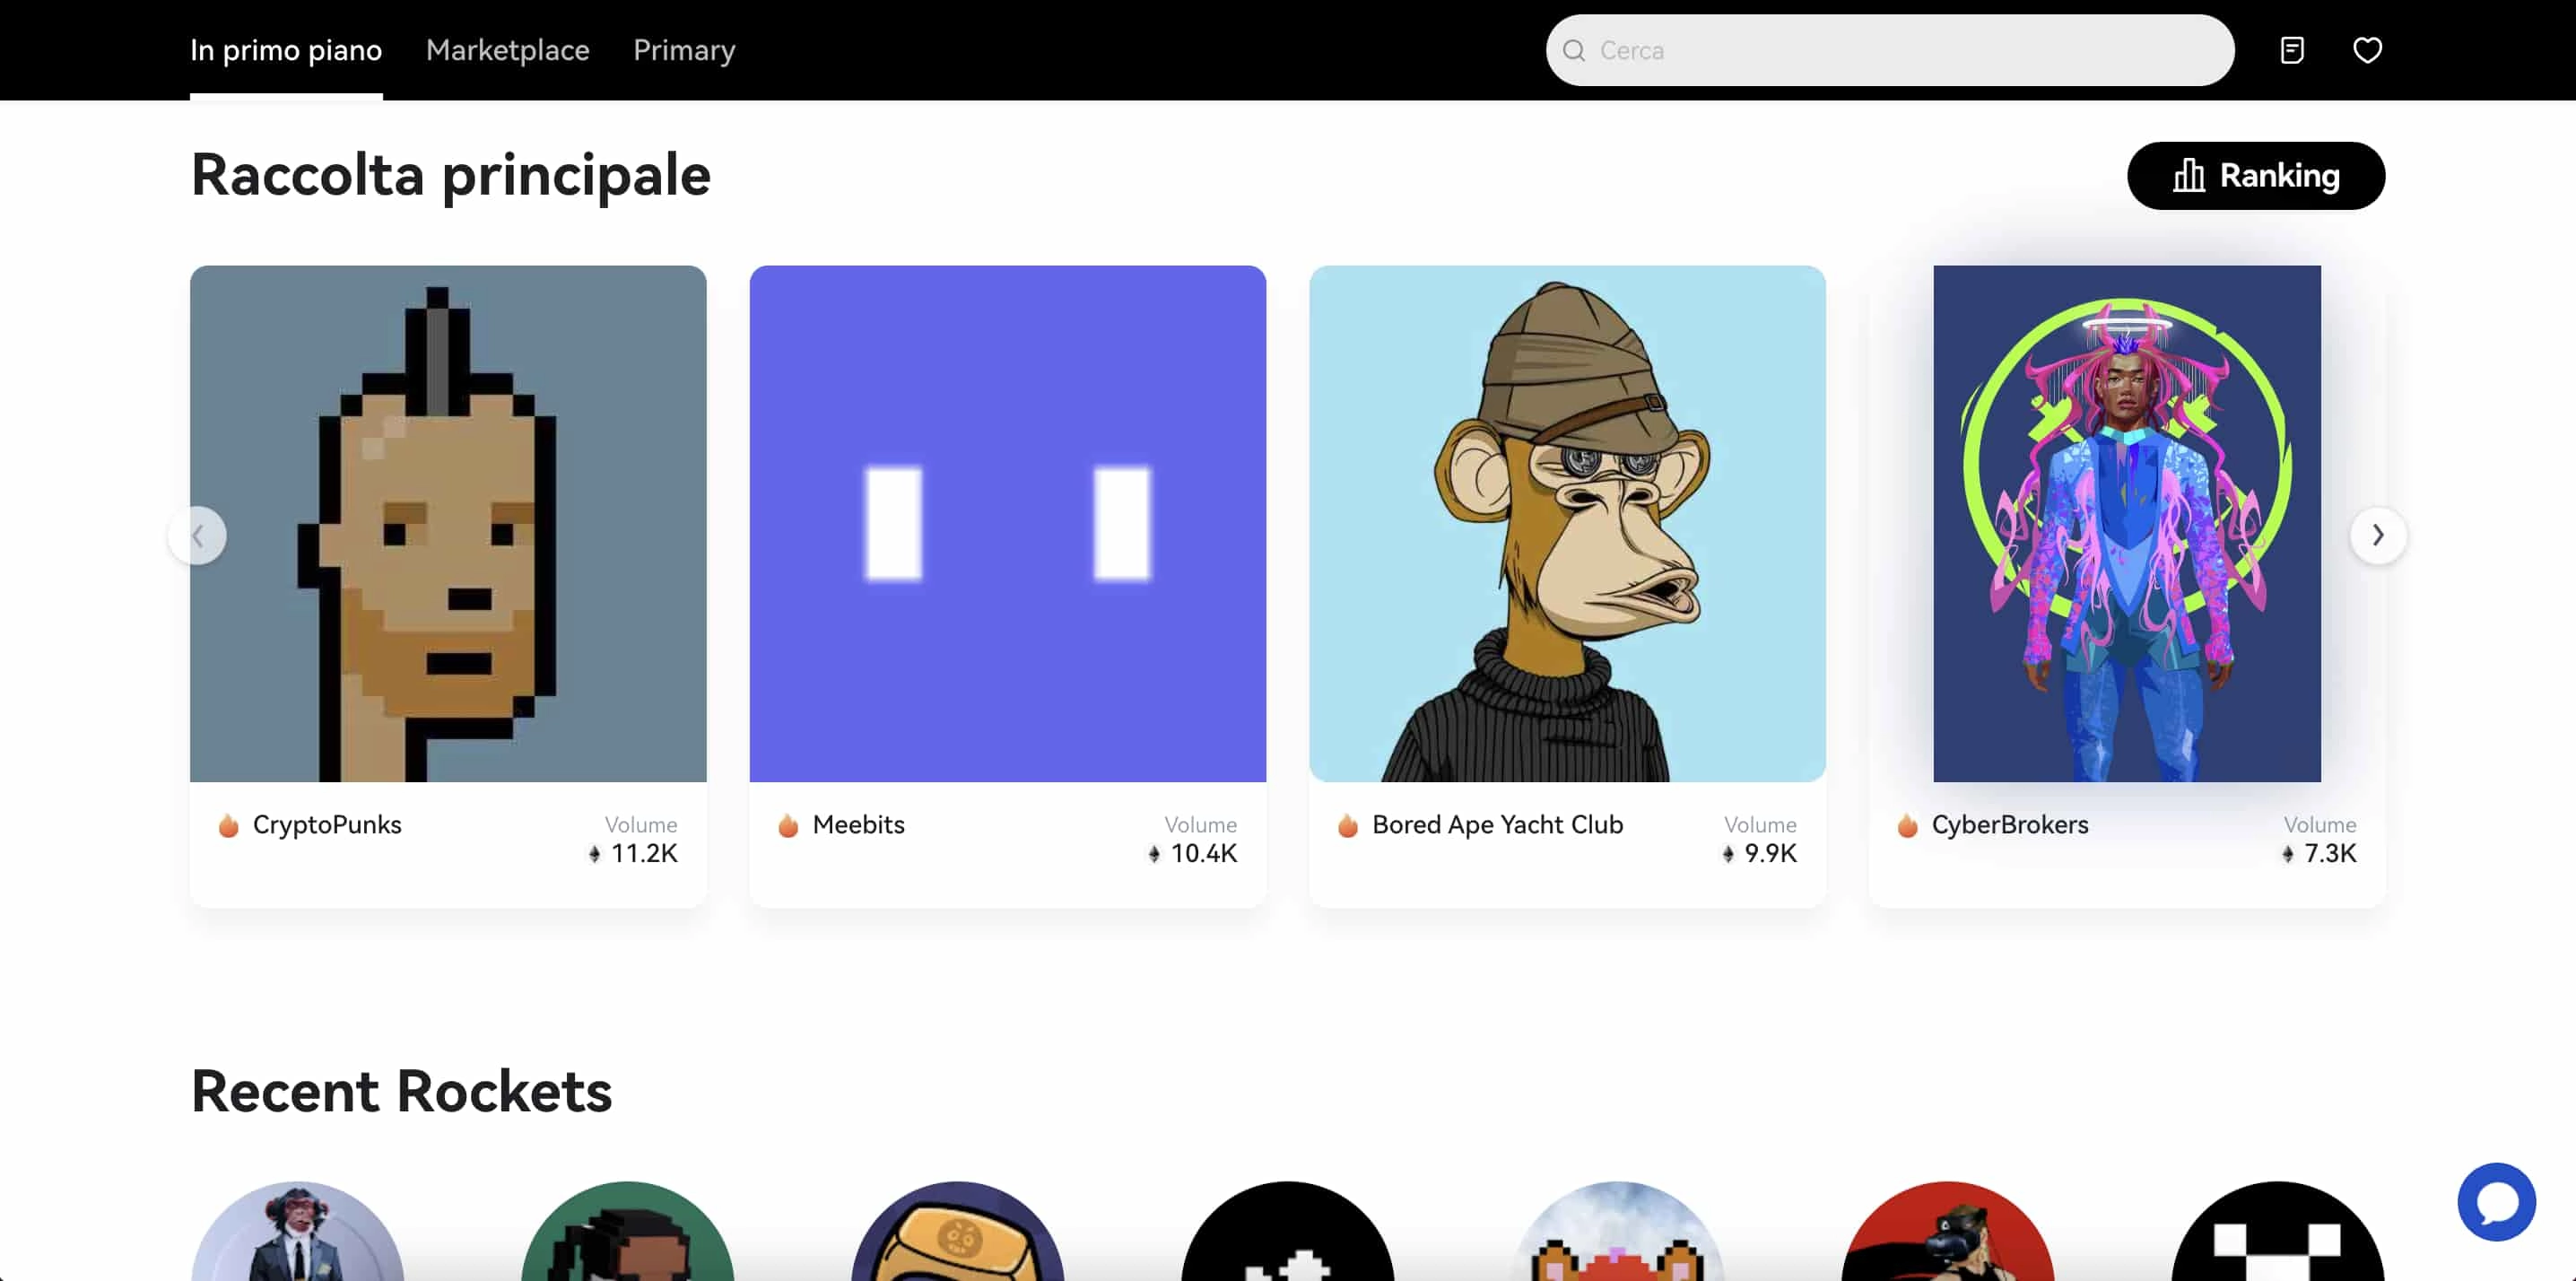 In primo piano Marketplace Primary Cerca
Raccolta principale
Ranking
CryptoPunks
Volume
11.2K
Meebits
Volume
10.4K
Bored Ape Yacht Club
Volume
9.9K
CyberBrokers
Volume
7.3K
Recent Rockets